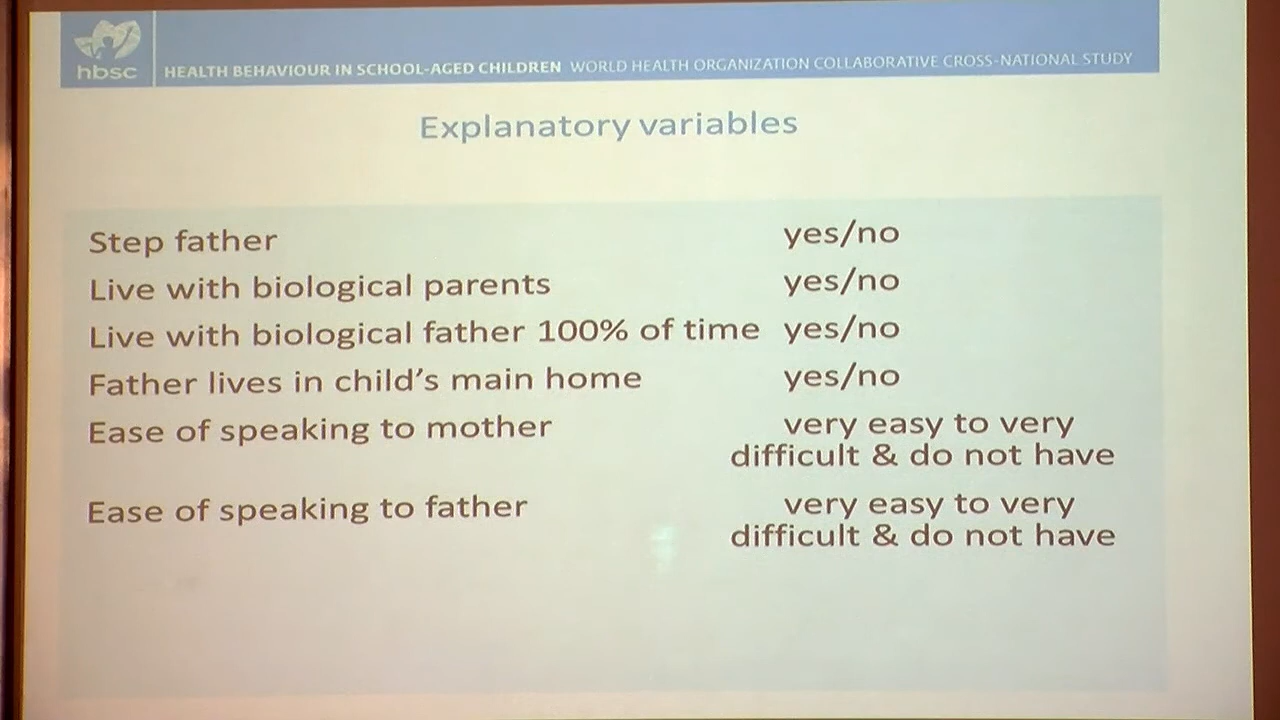 hbsc
HEALTH BEHAVIOUR IN SCHOOL-AGED CHILDREN WORLD HEALTH ORGANIZATION COLLABORATIVE CROSS-NATIONAL STUDY
Explanatory variables
Step father yes/no
Live with biological parents yes/no
Live with biological father 100% of time yes/no
Father lives in child's main home yes/no
Ease of speaking to mother very easy to very
difficult & do not have
Ease of speaking to father very easy to very
difficult & do not have